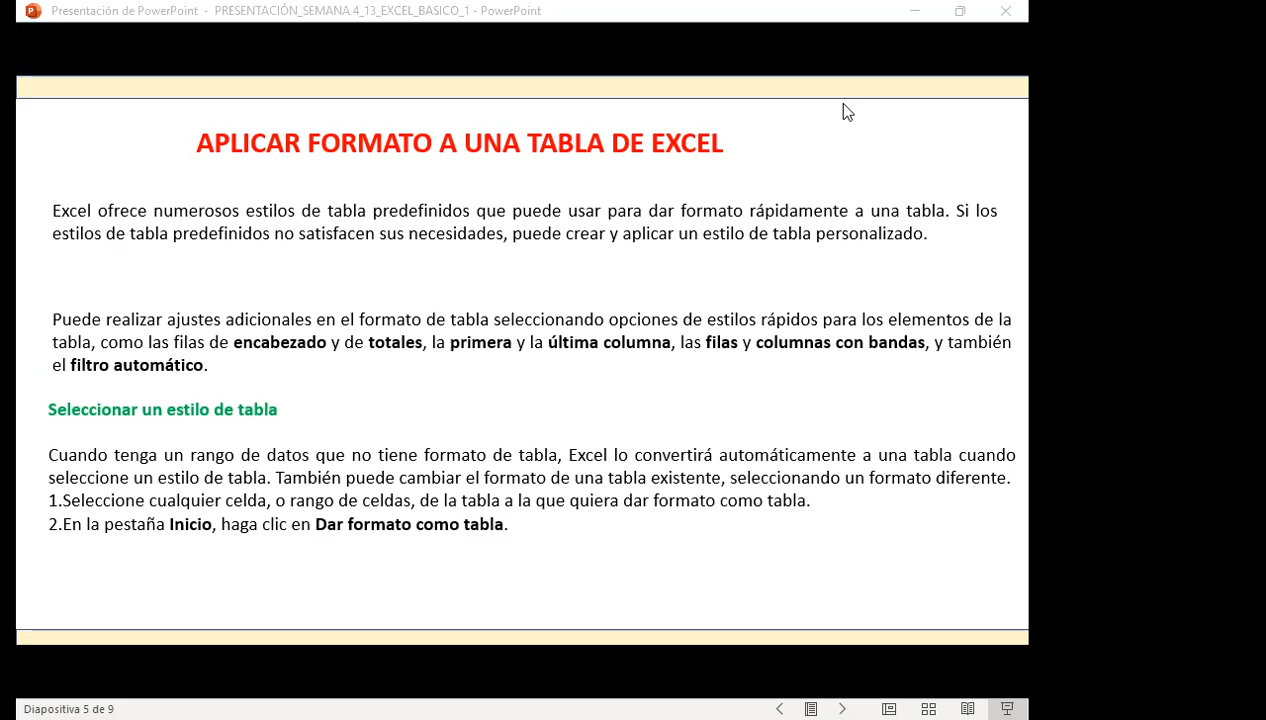 Presentación de PowerPoint - PRESENTACIÓN_SEMANA 4_13_EXCEL_BASICO_1 - PowerPoint
APLICAR FORMATO A UNA TABLA DE EXCEL
Excel ofrece numerosos estilos de tabla predefinidos que puede usar para dar formato rápidamente a una tabla. Si los
estilos de tabla predefinidos no satisfacen sus necesidades, puede crear y aplicar un estilo de tabla personalizado.
Puede realizar ajustes adicionales en el formato de tabla seleccionando opciones de estilos rápidos para los elementos de la
tabla, como las filas de encabezado y de totales, la primera y la última columna, las filas y columnas con bandas, y también
el filtro automático.
Seleccionar un estilo de tabla
Cuando tenga un rango de datos que no tiene formato de tabla, Excel lo convertirá automáticamente a una tabla cuando
seleccione un estilo de tabla. También puede cambiar el formato de una tabla existente, seleccionando un formato diferente.
1.Seleccione cualquier celda, o rango de celdas, de la tabla a la que quiera dar formato como tabla.
2.En la pestaña Inicio, haga clic en Dar formato como tabla.
Diapositiva 5 de 9